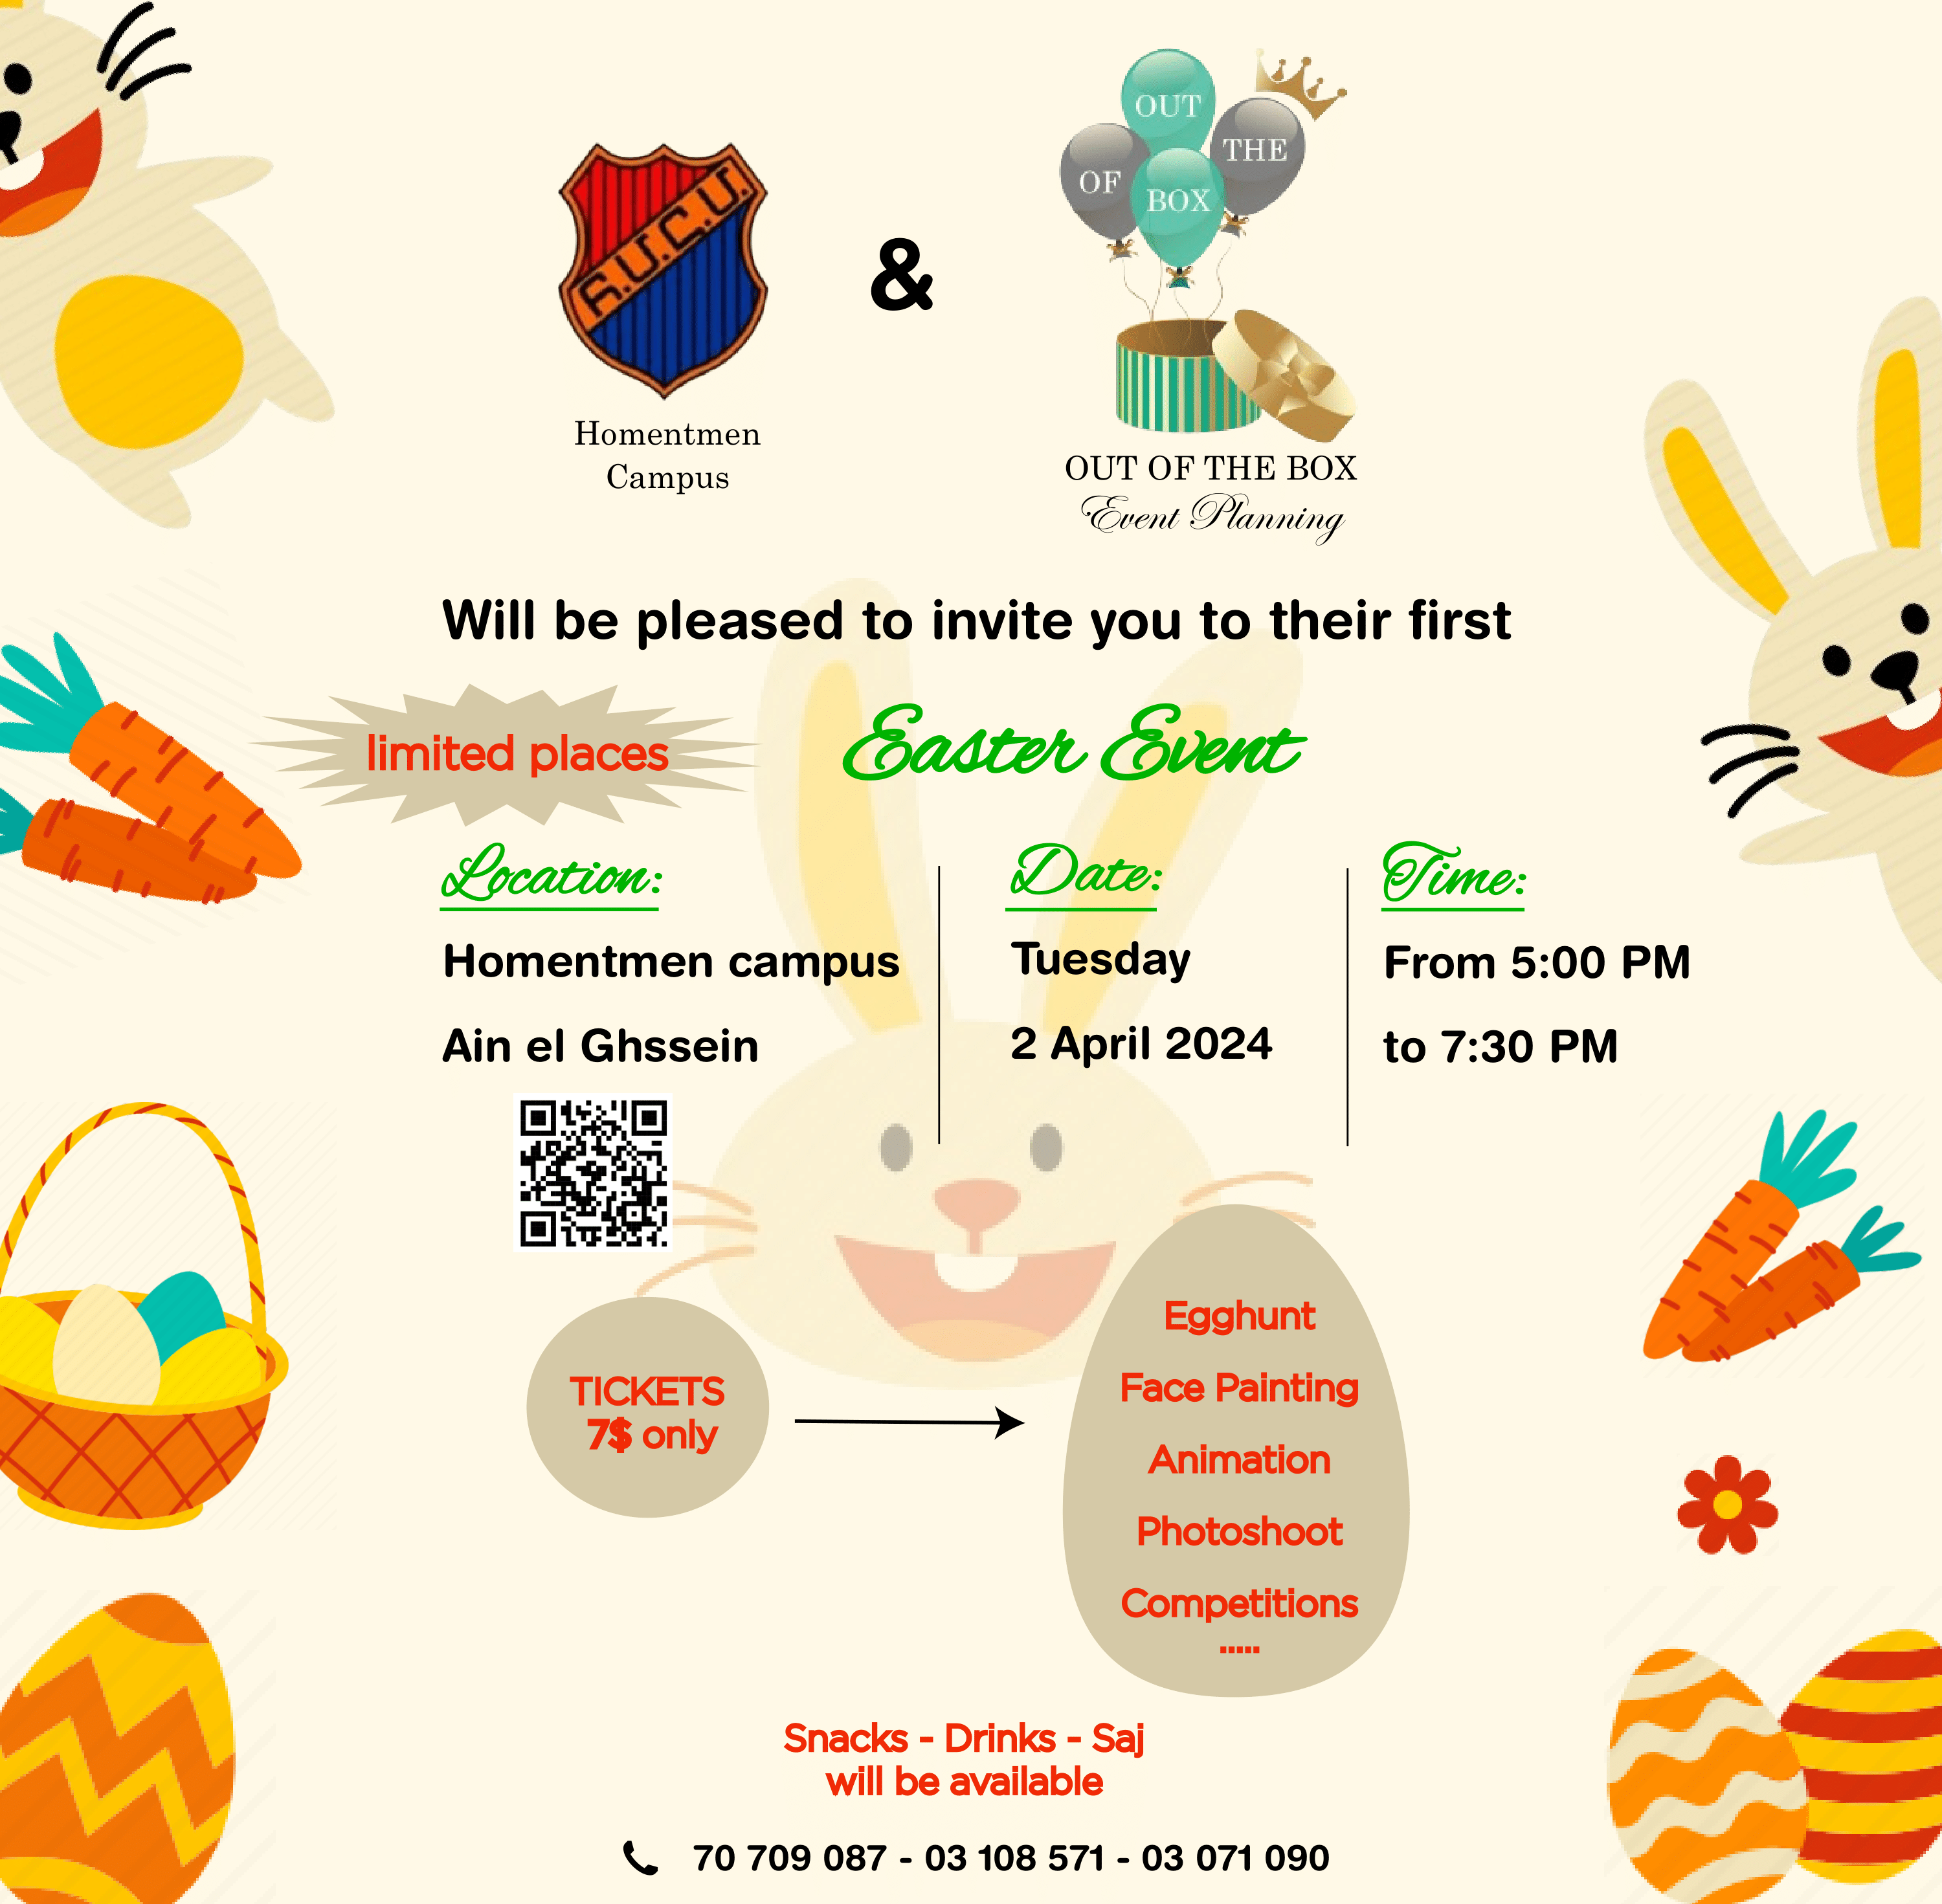 A.U.C.U.
Homentmen
Campus
&
OUT
OF
THE
BOX
OUT OF THE BOX
Event Planning
Will be pleased to invite you to their first
limited places
Easter Event
Location:
Homentmen campus
Ain el Ghssein
Date:
Tuesday
2 April 2024
Time:
From 5:00 PM
to 7:30 PM
TICKETS
7$ only
Egghunt
Face Painting
Animation
Photoshoot
Competitions
.....
Snacks - Drinks - Saj
will be available
70 709 087 - 03 108 571 - 03 071 090